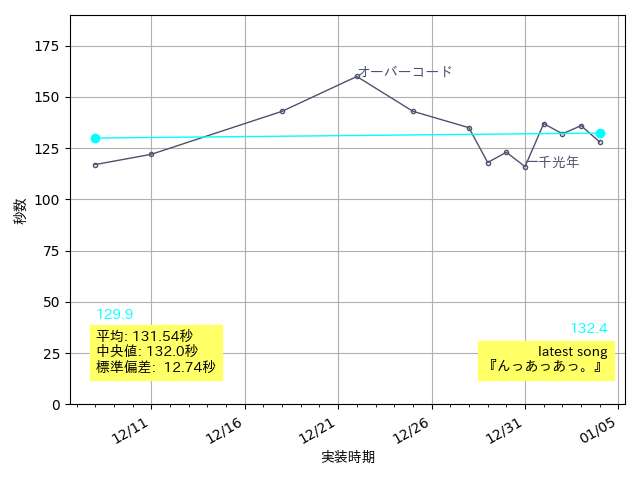 175
150
125
100
75
50
25
0
秒数
オーバーコード
一千光年
129.9
平均: 131.54秒
中央値: 132.0秒
標準偏差: 12.74秒
132.4
latest song
『んっあっあっ。』
12/11
12/16
12/21
12/26
12/31
01/05
実装時期